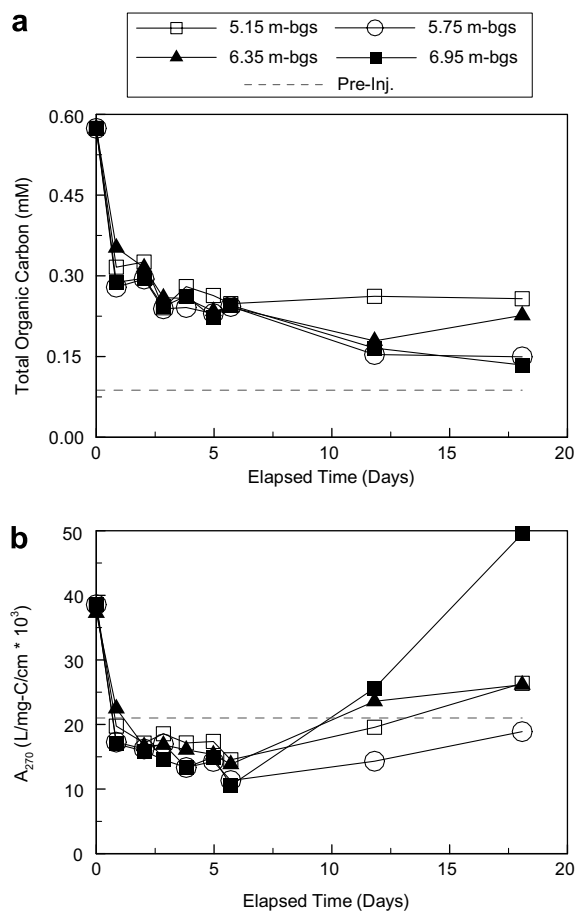 a
5.15 m-bgs 5.75 m-bgs
6.35 m-bgs 6.95 m-bgs
Pre-Inj.
0.60
0.45
0.30
0.15
0.00
Total Organic Carbon (mM)
0 5 10 15 20
Elapsed Time (Days)
b
50
40
30
20
10
0
A₂₇₀ (L/mg-C/cm * 10³)
0 5 10 15 20
Elapsed Time (Days)